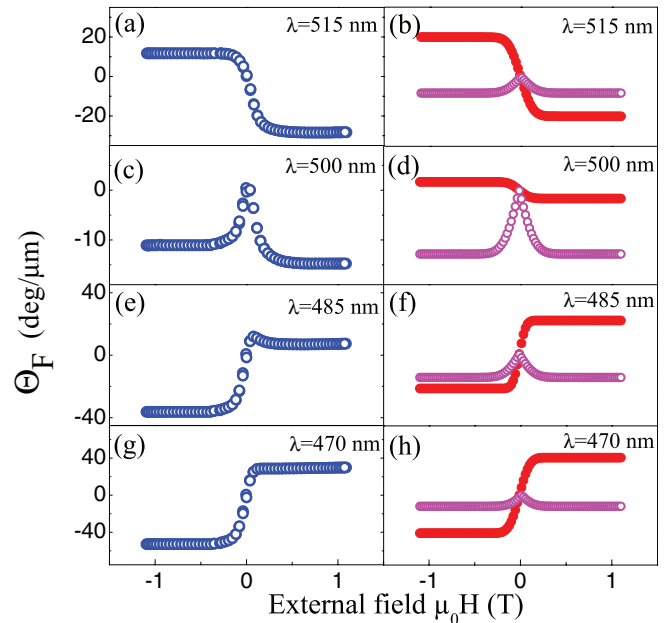 (a) λ=515 nm
(b) λ=515 nm
20
0
-20
(c) λ=500 nm
(d) λ=500 nm
0
-10
(e) λ=485 nm
(f) λ=485 nm
40
0
-40
(g) λ=470 nm
(h) λ=470 nm
40
0
-40
-1 0 1
-1 0 1
Θ_F (deg/μm)
External field μ₀H (T)